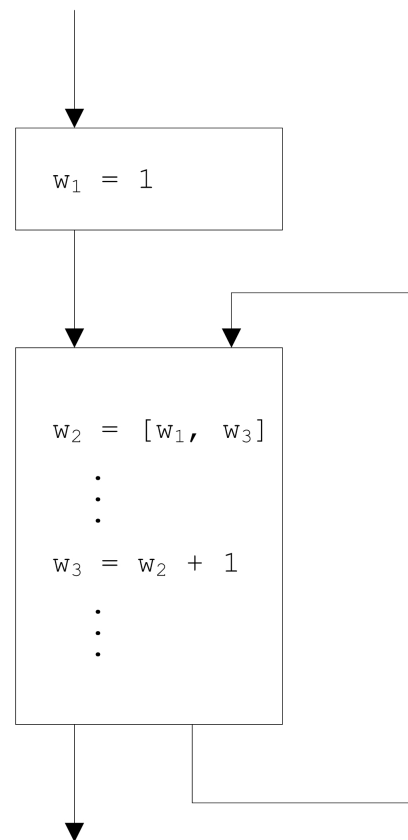 w₁ = 1
w₂ = [w₁, w₃]
w₃ = w₂ + 1